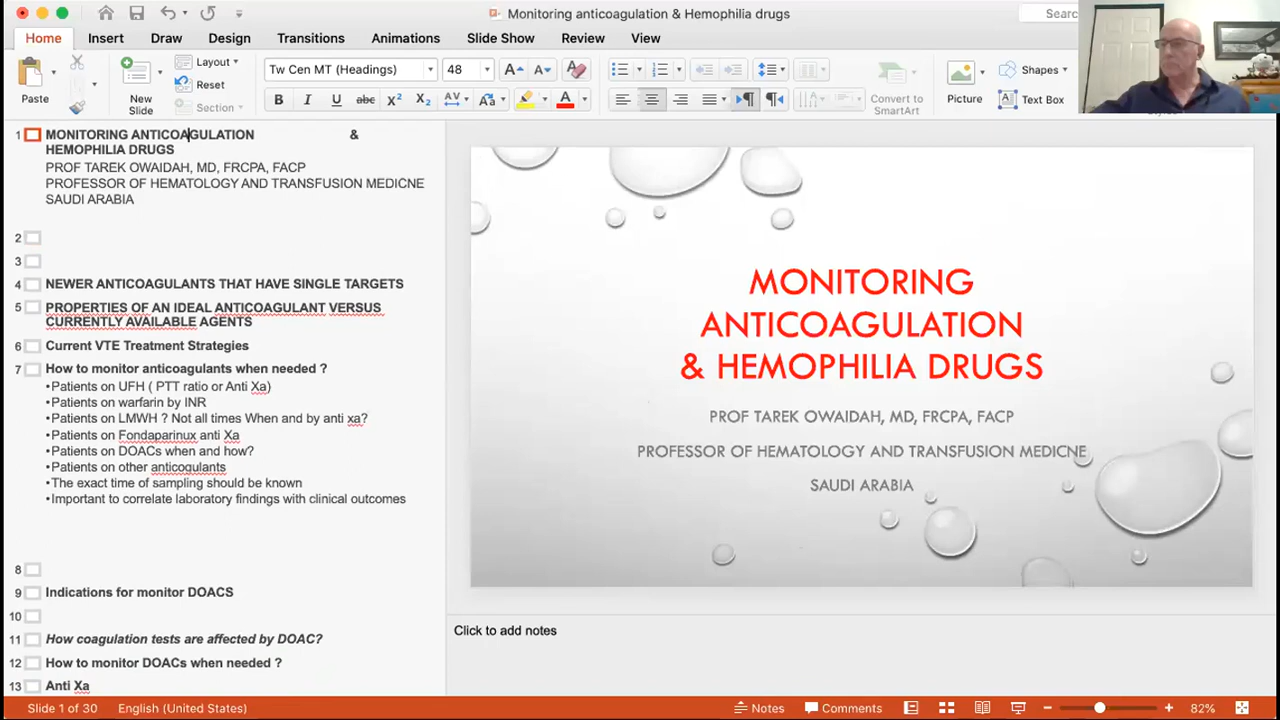 Monitoring anticoagulation & Hemophilia drugs
Searc
Home
Insert
Draw
Design
Transitions
Animations
Slide Show
Review
View
Paste
New
Slide
Layout
Reset
Section
Tw Cen MT (Headings)
48
Convert to
SmartArt
Picture
Shapes
Text Box
1 MONITORING ANTICOAGULATION &
HEMOPHILIA DRUGS
PROF TAREK OWAIDAH, MD, FRCPA, FACP
PROFESSOR OF HEMATOLOGY AND TRANSFUSION MEDICNE
SAUDI ARABIA
2
3
4 NEWER ANTICOAGULANTS THAT HAVE SINGLE TARGETS
5 PROPERTIES OF AN IDEAL ANTICOAGULANT VERSUS
CURRENTLY AVAILABLE AGENTS
6 Current VTE Treatment Strategies
7 How to monitor anticoagulants when needed ?
•Patients on UFH ( PTT ratio or Anti Xa)
•Patients on warfarin by INR
•Patients on LMWH ? Not all times When and by anti xa?
•Patients on Fondaparinux anti Xa
•Patients on DOACs when and how?
•Patients on other anticogulants
•The exact time of sampling should be known
•Important to correlate laboratory findings with clinical outcomes
8
9 Indications for monitor DOACS
10
11 How coagulation tests are affected by DOAC?
12 How to monitor DOACs when needed ?
13 Anti Xa
MONITORING
ANTICOAGULATION
& HEMOPHILIA DRUGS
PROF TAREK OWAIDAH, MD, FRCPA, FACP
PROFESSOR OF HEMATOLOGY AND TRANSFUSION MEDICNE
SAUDI ARABIA
Click to add notes
Slide 1 of 30
English (United States)
Notes
Comments
82%